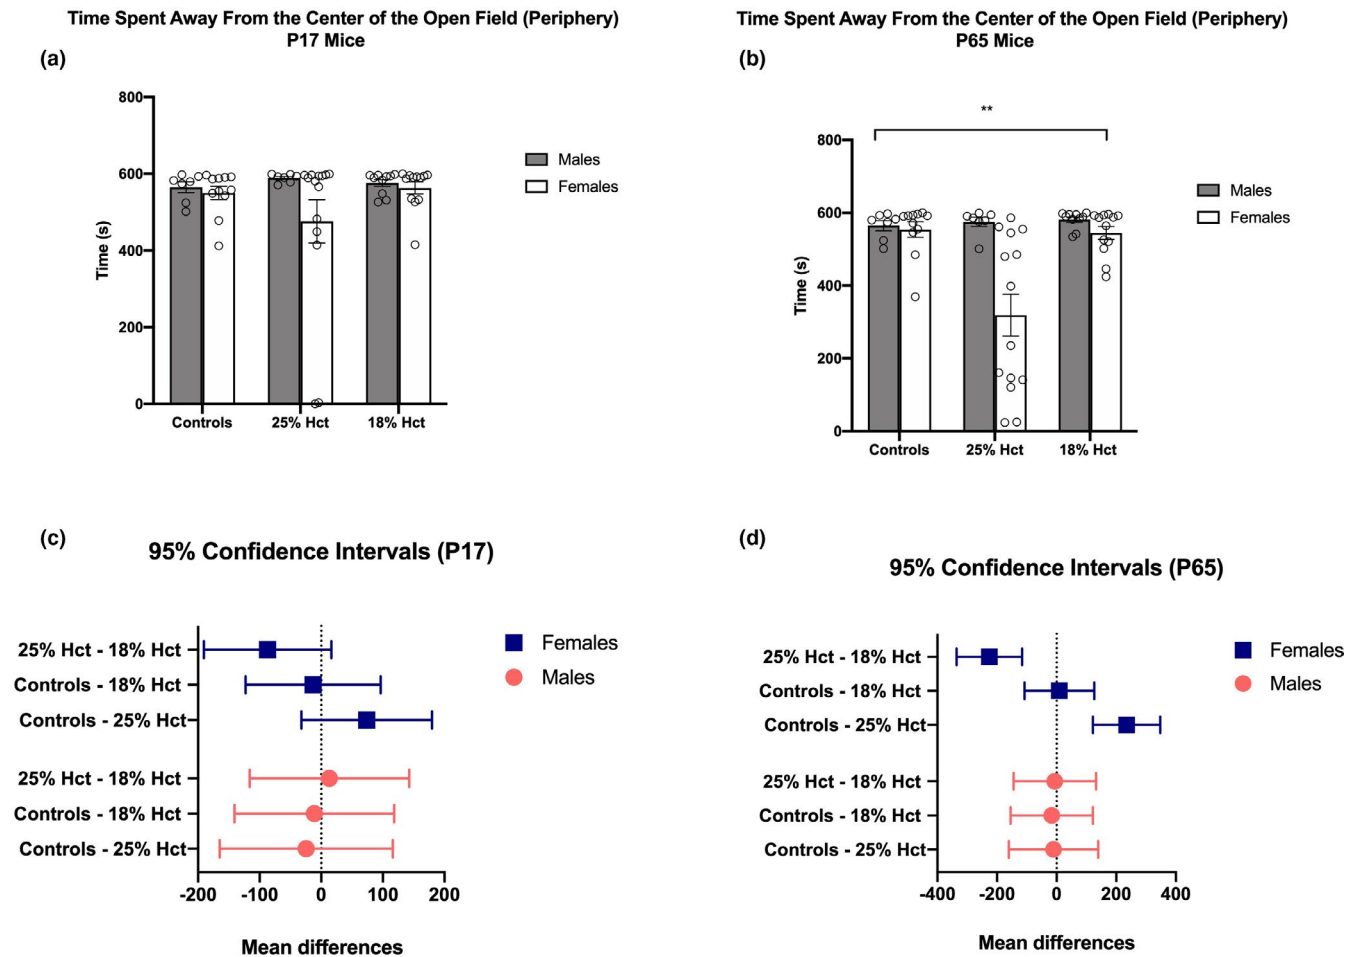 Time Spent Away From the Center of the Open Field (Periphery)
P17 Mice
(a)
800
600
400
200
0
Time (s)
Controls
25% Hct
18% Hct
Males
Females
Time Spent Away From the Center of the Open Field (Periphery)
P65 Mice
(b)
**
800
600
400
200
0
Time (s)
Controls
25% Hct
18% Hct
Males
Females
(c)
95% Confidence Intervals (P17)
25% Hct - 18% Hct
Controls - 18% Hct
Controls - 25% Hct
25% Hct - 18% Hct
Controls - 18% Hct
Controls - 25% Hct
-200
-100
0
100
200
Mean differences
Females
Males
(d)
95% Confidence Intervals (P65)
25% Hct - 18% Hct
Controls - 18% Hct
Controls - 25% Hct
25% Hct - 18% Hct
Controls - 18% Hct
Controls - 25% Hct
-400
-200
0
200
400
Mean differences
Females
Males